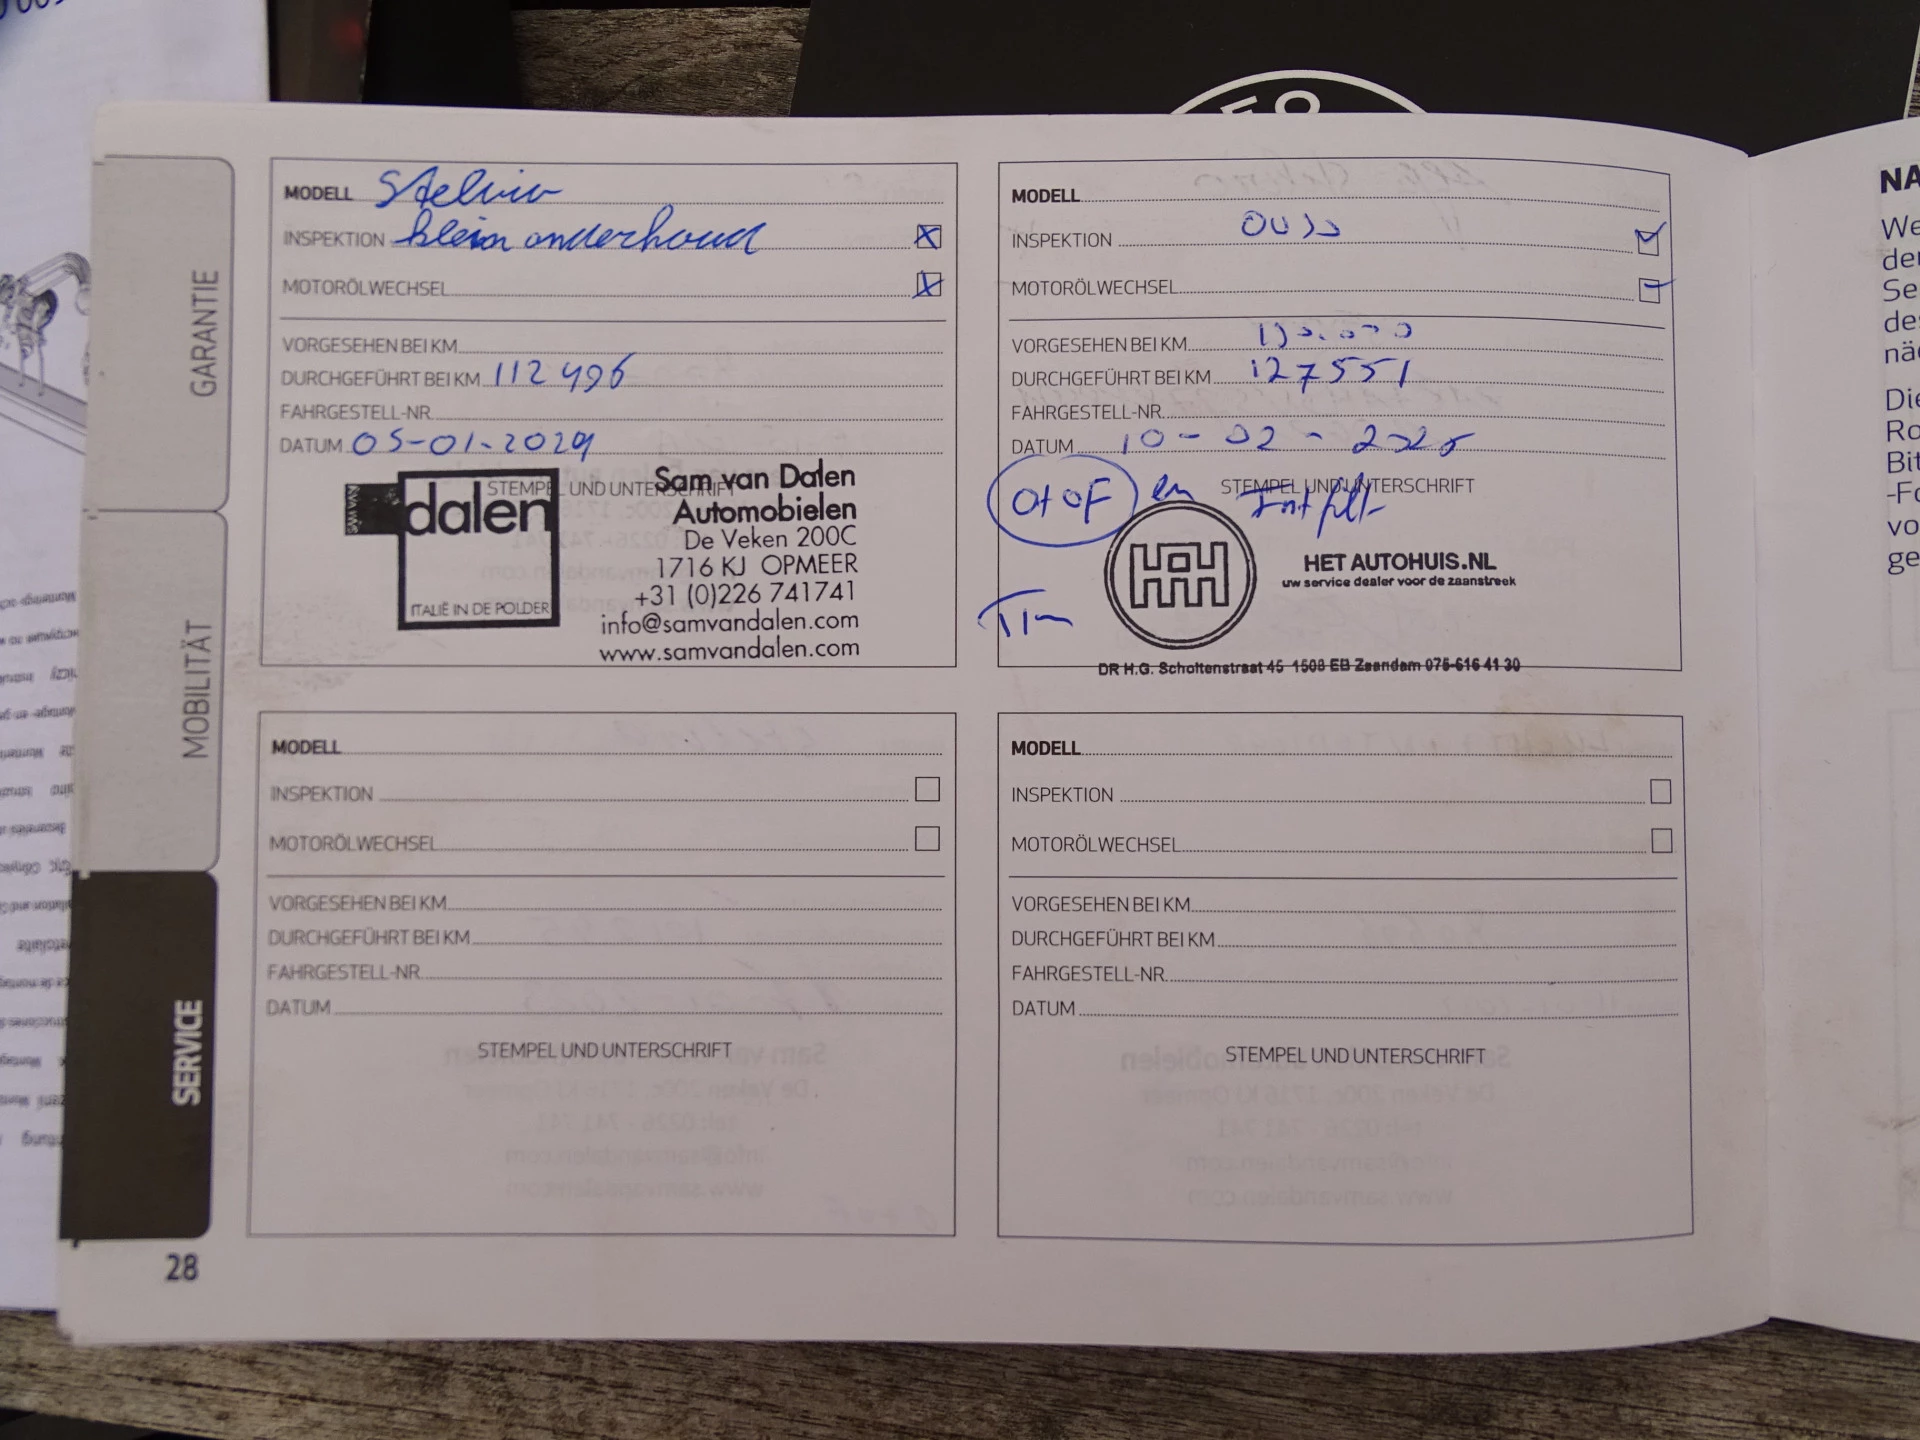 GARANTIE
MOBILITÄT
SERVICE
28
MODELL Stelvio
INSPEKTION klein onderhoud
MOTORÖLWECHSEL
VORGESEHEN BEI KM
DURCHGEFÜHRT BEI KM 112496
FAHRGESTELL-NR.
DATUM 05-01-2024
STEMPEL UND UNTERSCHRIFT
dalen
ITALIË IN DE POLDER
Sam van Dalen
Automobielen
De Veken 200C
1716 KJ OPMEER
+31 (0)226 741741
info@samvandalen.com
www.samvandalen.com
MODELL
INSPEKTION
MOTORÖLWECHSEL
VORGESEHEN BEI KM 130.000
DURCHGEFÜHRT BEI KM 127551
FAHRGESTELL-NR.
DATUM 10-02-2025
STEMPEL UND UNTERSCHRIFT
O+OF en
HET AUTOHUIS.NL
uw service dealer voor de zaanstreek
DR H.G. Scholtenstraat 45 1508 EB Zaandam 075-616 41 30
MODELL
INSPEKTION
MOTORÖLWECHSEL
VORGESEHEN BEI KM
DURCHGEFÜHRT BEI KM
FAHRGESTELL-NR.
DATUM
STEMPEL UND UNTERSCHRIFT
MODELL
INSPEKTION
MOTORÖLWECHSEL
VORGESEHEN BEI KM
DURCHGEFÜHRT BEI KM
FAHRGESTELL-NR.
DATUM
STEMPEL UND UNTERSCHRIFT